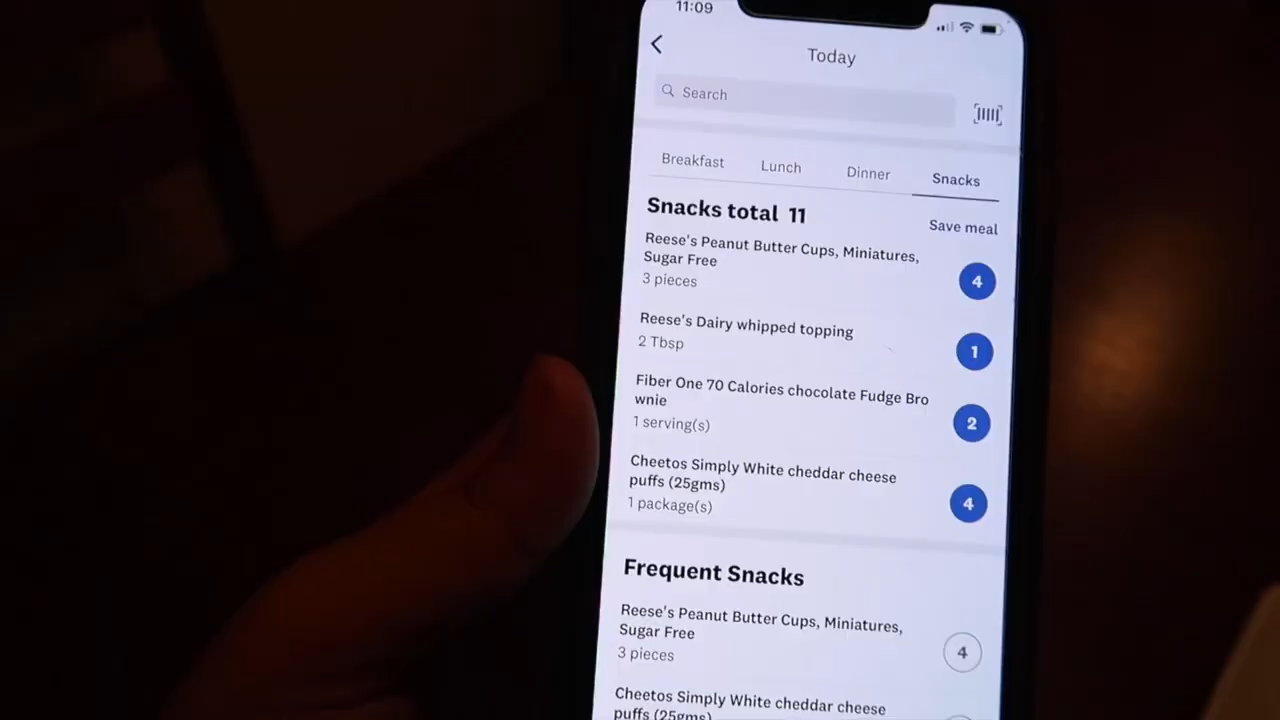 11:09
Today
Search
Breakfast Lunch Dinner Snacks
Snacks total 11
Save meal
Reese's Peanut Butter Cups, Miniatures,
Sugar Free
3 pieces
4
Reese's Dairy whipped topping
2 Tbsp
1
Fiber One 70 Calories chocolate Fudge Bro
wnie
1 serving(s)
2
Cheetos Simply White cheddar cheese
puffs (25gms)
1 package(s)
4
Frequent Snacks
Reese's Peanut Butter Cups, Miniatures,
Sugar Free
3 pieces
4
Cheetos Simply White cheddar cheese
puffs (25gms)